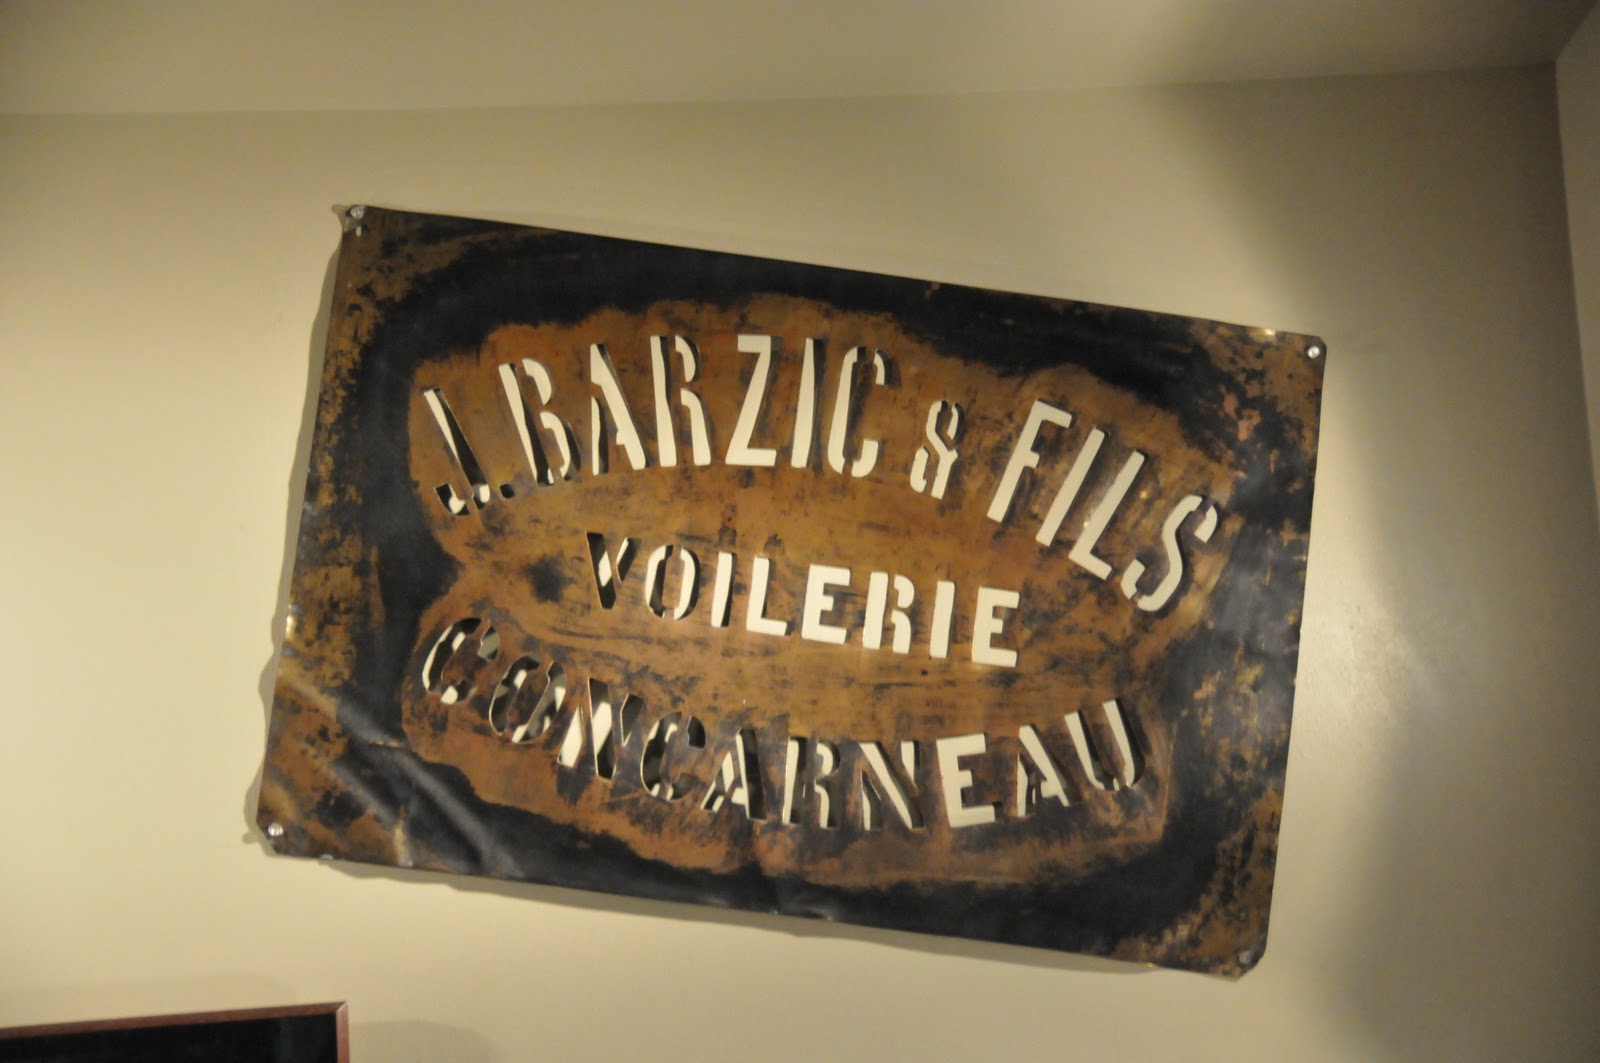 J. BARZIC & FILS
VOILERIE
CONCARNEAU